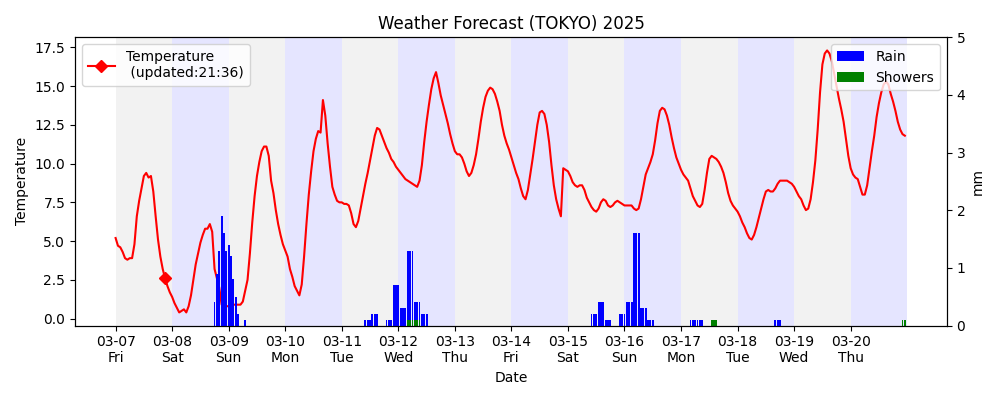 Weather Forecast (TOKYO) 2025
Temperature
(updated:21:36)
Rain
Showers
Temperature
17.5
15.0
12.5
10.0
7.5
5.0
2.5
0.0
5
4
3
2
1
0
mm
03-07 03-08 03-09 03-10 03-11 03-12 03-13 03-14 03-15 03-16 03-17 03-18 03-19 03-20
Fri Sat Sun Mon Tue Wed Thu Fri Sat Sun Mon Tue Wed Thu
Date